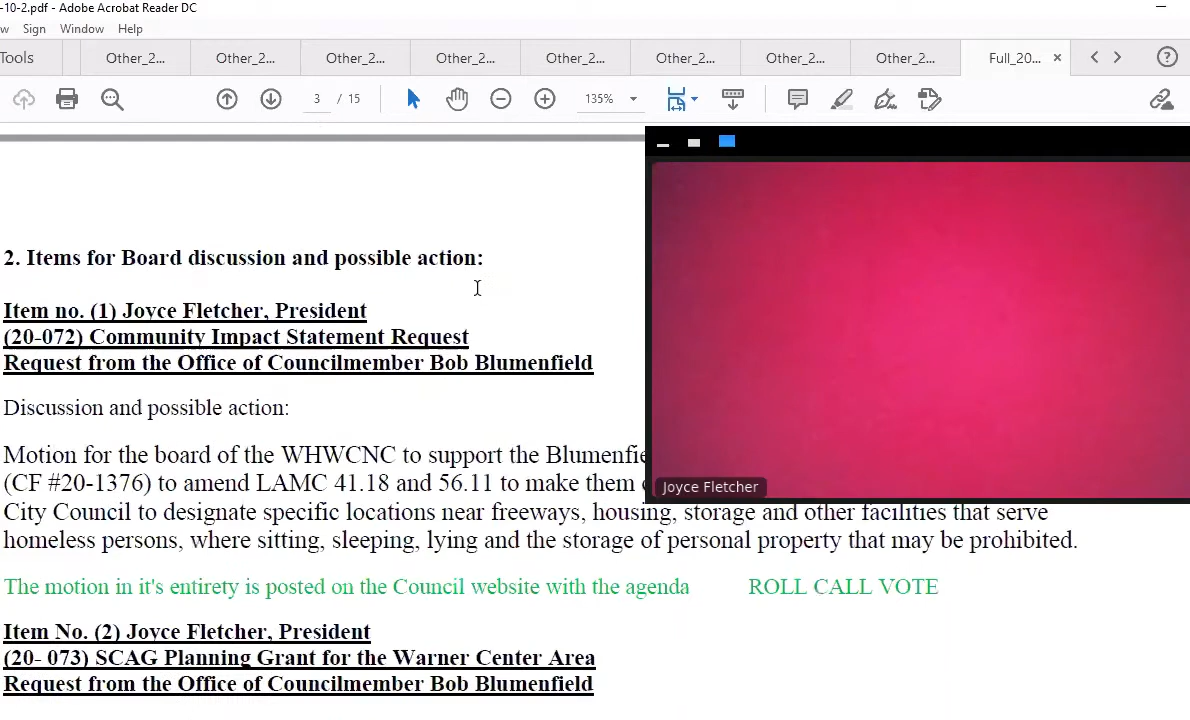 -10-2.pdf - Adobe Acrobat Reader DC
w Sign Window Help
Tools Other_2... Other_2... Other_2... Other_2... Other_2... Other_2... Other_2... Other_2... Full_20... ×
3 / 15 135%
2. Items for Board discussion and possible action:
Item no. (1) Joyce Fletcher, President
(20-072) Community Impact Statement Request
Request from the Office of Councilmember Bob Blumenfield
Discussion and possible action:
Motion for the board of the WHWCNC to support the Blumenfie
(CF #20-1376) to amend LAMC 41.18 and 56.11 to make them
Joyce Fletcher
City Council to designate specific locations near freeways, housing, storage and other facilities that serve
homeless persons, where sitting, sleeping, lying and the storage of personal property that may be prohibited.
The motion in it's entirety is posted on the Council website with the agenda ROLL CALL VOTE
Item No. (2) Joyce Fletcher, President
(20- 073) SCAG Planning Grant for the Warner Center Area
Request from the Office of Councilmember Bob Blumenfield